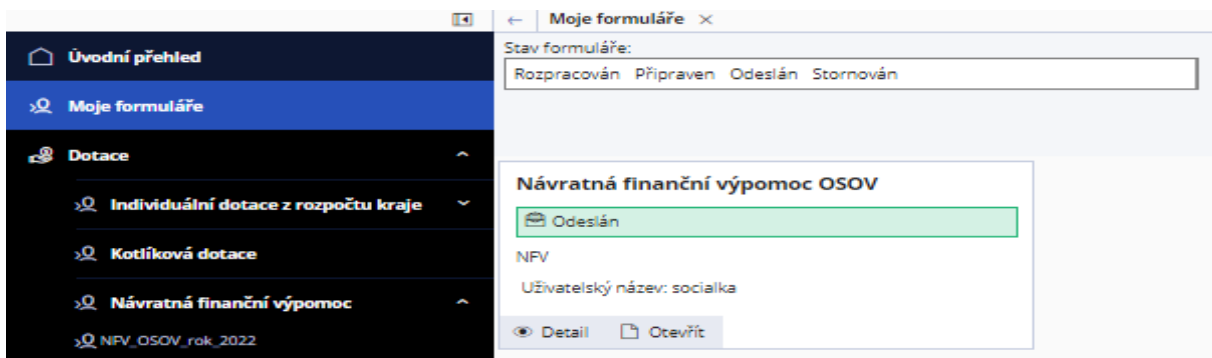 Úvodní přehled
Moje formuláře
Dotace
Individuální dotace z rozpočtu kraje
Kotlíková dotace
Návratná finanční výpomoc
NFV_OSOV_rok_2022
← Moje formuláře ×
Stav formuláře:
Rozpracován Připraven Odeslán Stornován
Návratná finanční výpomoc OSOV
Odeslán
NFV
Uživatelský název: socialka
Detail Otevřít